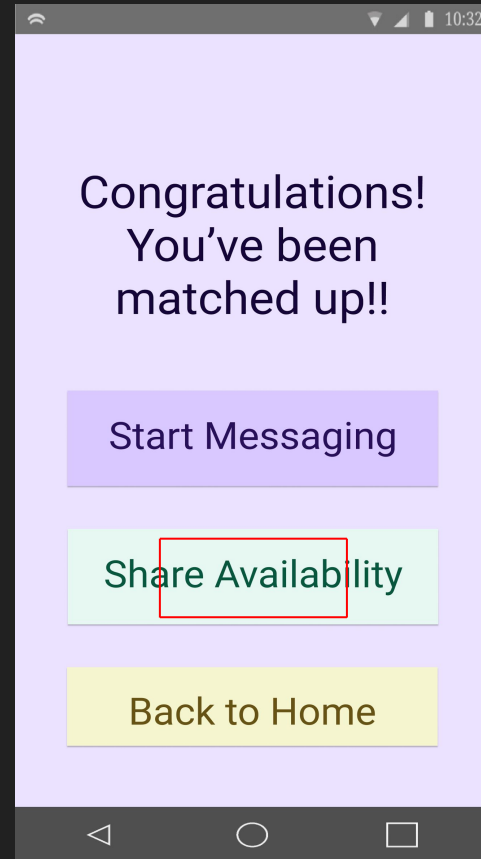 10:32
Congratulations!
You’ve been
matched up!!
Start Messaging
Share Availability
Back to Home